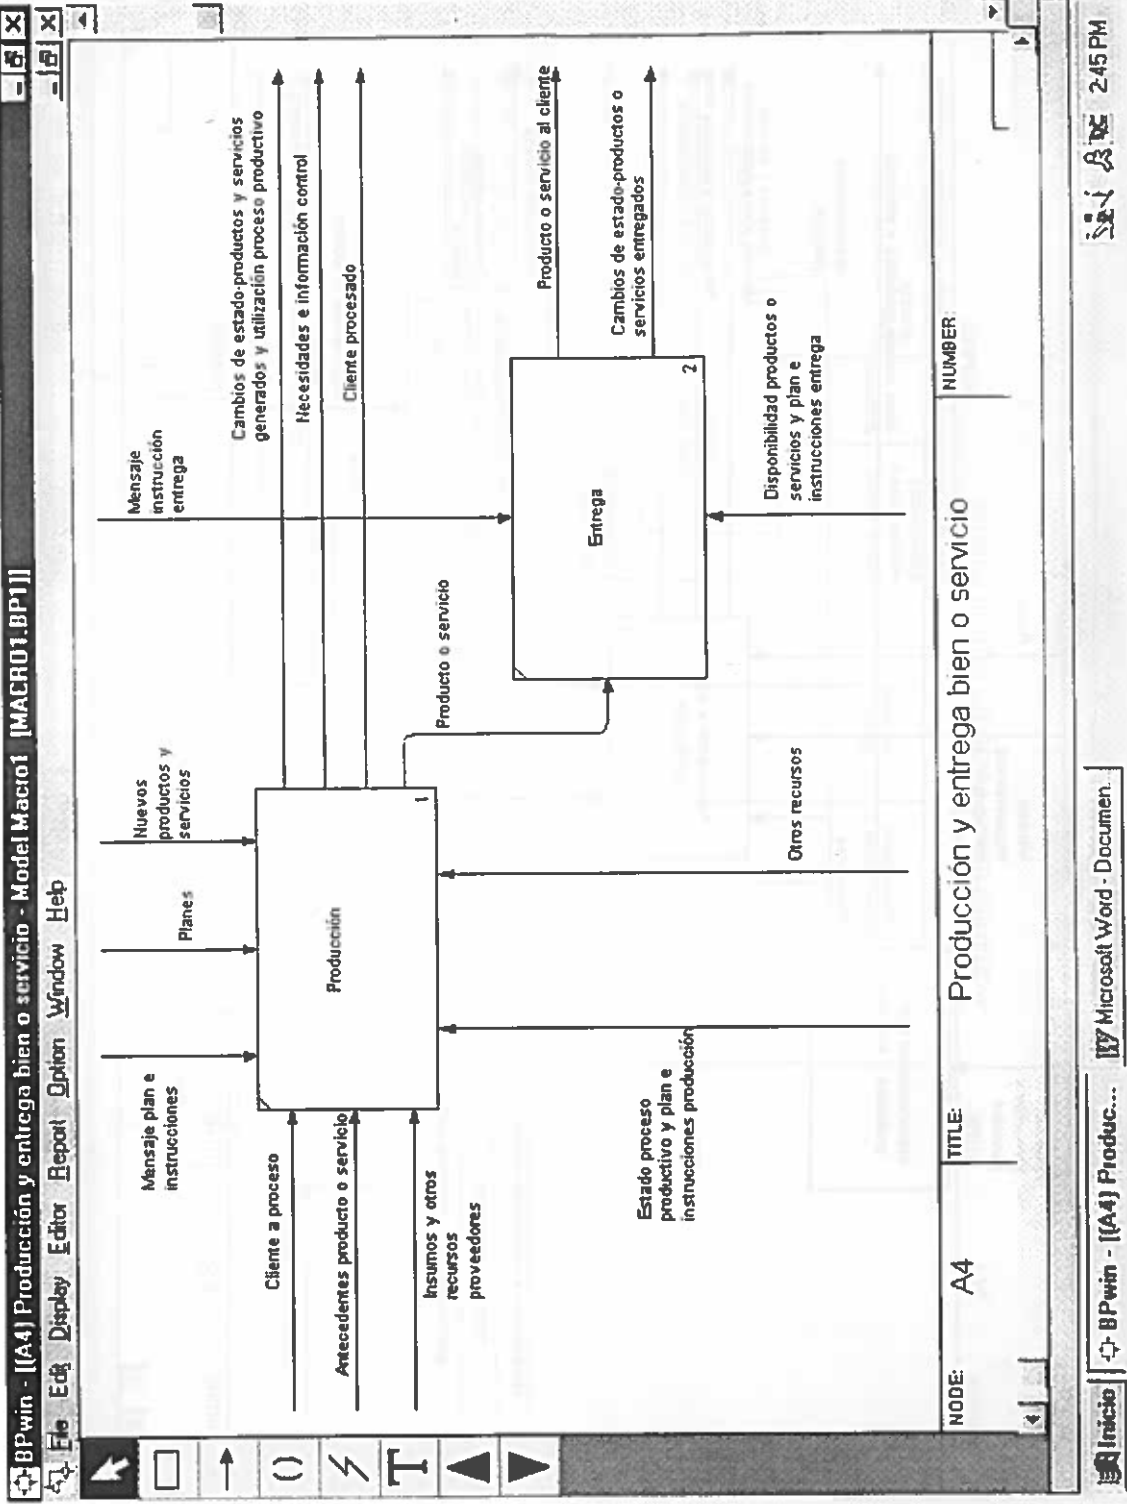 BPwin - [(A4) Producción y entrega bien o servicio - Model Macro1 [MACRO1.BP1]]
File Edit Display Editor Report Option Window Help
Mensaje plan e
instrucciones
Planes
Nuevos
productos y
servicios
Mensaje
instrucción
entrega
Cambios de estado-productos y servicios
generados y utilización proceso productivo
Necesidades e información control
Cliente procesado
Cliente a proceso
Antecedentes producto o servicio
Insumos y otros
recursos
proveedores
Producción
1
Producto o servicio
Entrega
2
Producto o servicio al cliente
Cambios de estado-productos o
servicios entregados
Estado proceso
productivo y plan e
instrucciones producción
Otros recursos
Disponibilidad productos o
servicios y plan e
instrucciones entrega
NODE:
A4
TITLE:
Producción y entrega bien o servicio
NUMBER:
Inicio
BPwin - [(A4) Produc...
Microsoft Word - Documen...
2:45 PM